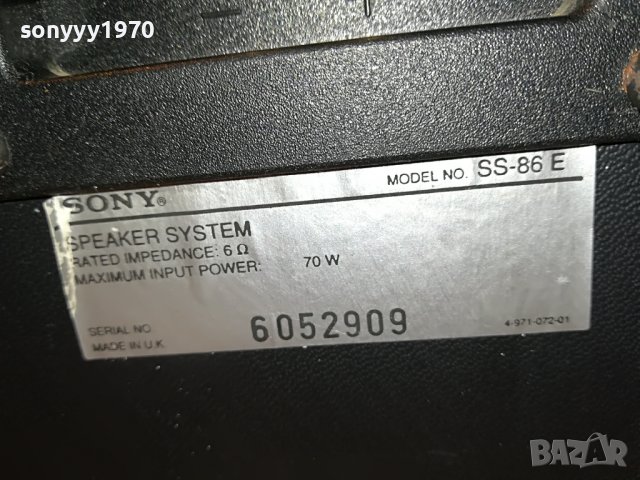 sonyyy1970
SONY® MODEL NO. SS-86 E
SPEAKER SYSTEM
RATED IMPEDANCE: 6 Ω
MAXIMUM INPUT POWER: 70 W
SERIAL NO. 6052909
MADE IN U.K 4-971-072-01
BAZAR